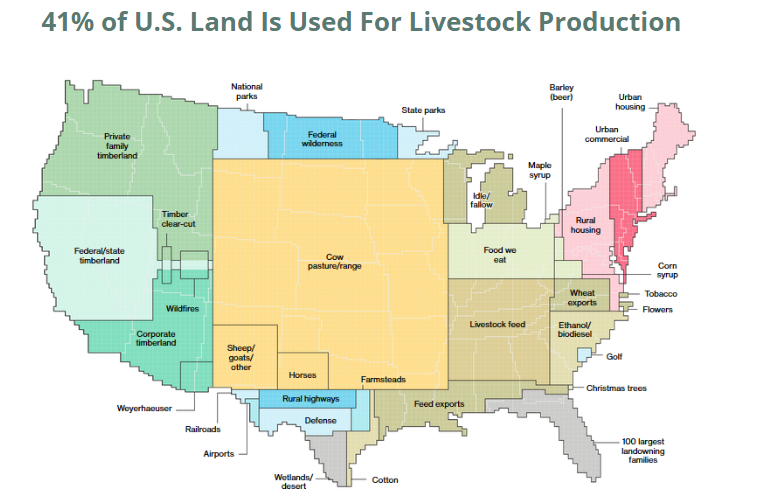 41% of U.S. Land Is Used For Livestock Production
National
parks
State parks
Barley
(beer)
Urban
housing
Urban
commercial
Private
family
timberland
Federal
wilderness
Maple
syrup
Idle/
fallow
Timber
clear-cut
Rural
housing
Federal/state
timberland
Cow
pasture/range
Food we
eat
Corn
syrup
Wildfires
Wheat
exports
Tobacco
Flowers
Corporate
timberland
Livestock feed
Ethanol/
biodiesel
Sheep/
goats/
other
Horses
Farmsteads
Golf
Christmas trees
Weyerhaeuser
Rural highways
Feed exports
Railroads
Defense
Airports
100 largest
landowning
families
Wetlands/
desert
Cotton